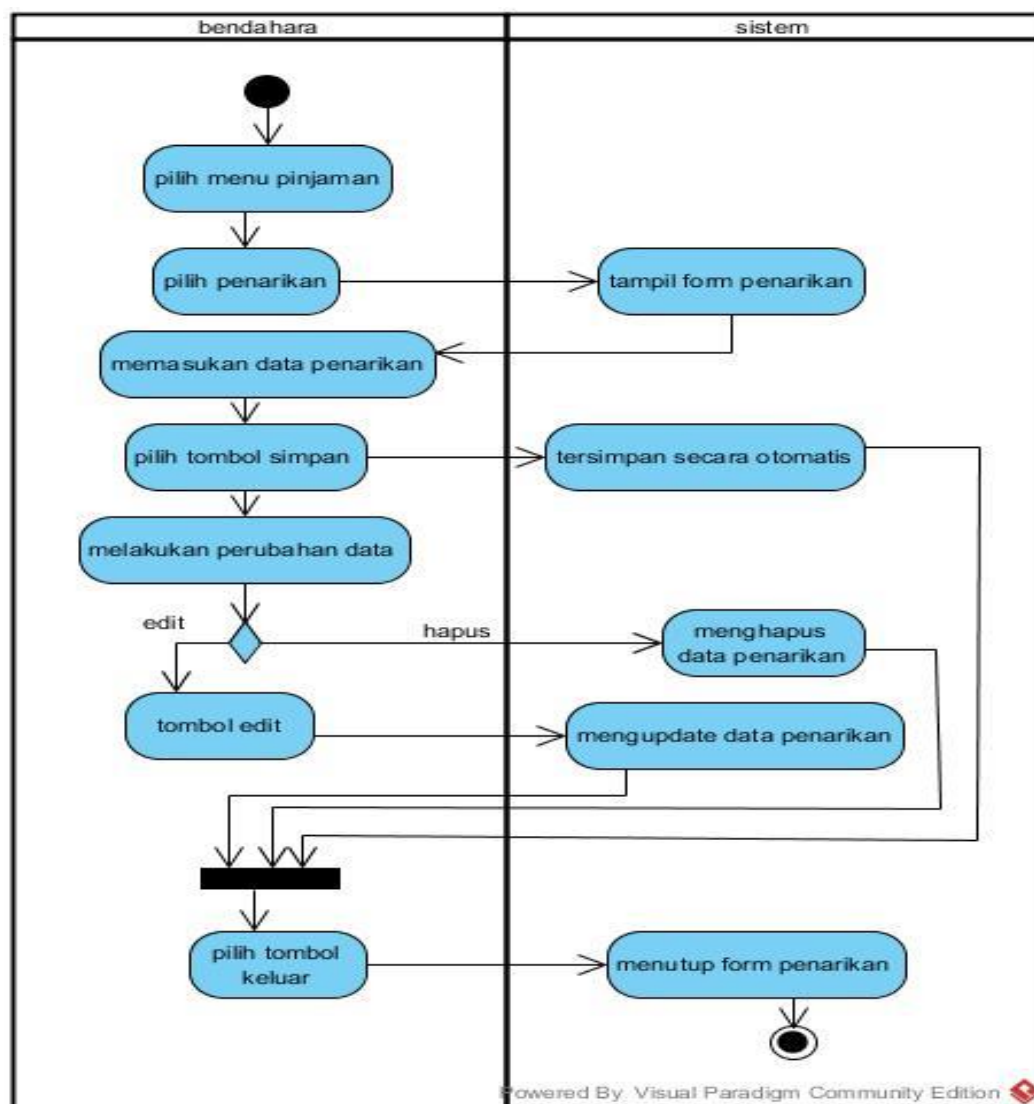 bendahara
sistem
pilih menu pinjaman
pilih penarikan
tampil form penarikan
memasukan data penarikan
pilih tombol simpan
tersimpan secara otomatis
melakukan perubahan data
edit
hapus
menghapus
data penarikan
tombol edit
mengupdate data penarikan
pilih tombol
keluar
menutup form penarikan
Powered By Visual Paradigm Community Edition